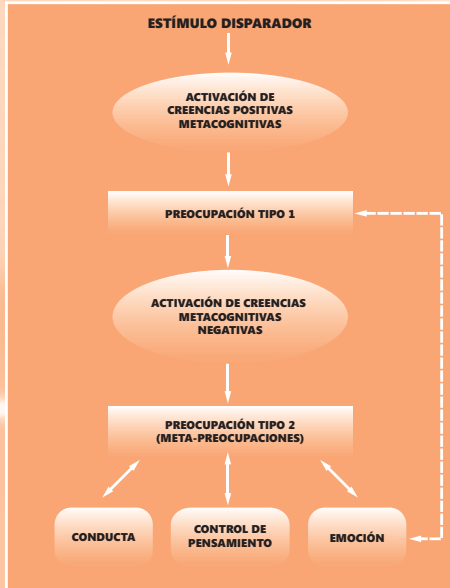 ESTÍMULO DISPARADOR
ACTIVACIÓN DE
CREENCIAS POSITIVAS
METACOGNITIVAS
PREOCUPACIÓN TIPO 1
ACTIVACIÓN DE CREENCIAS
METACOGNITIVAS
NEGATIVAS
PREOCUPACIÓN TIPO 2
(META-PREOCUPACIONES)
CONDUCTA
CONTROL DE
PENSAMIENTO
EMOCIÓN